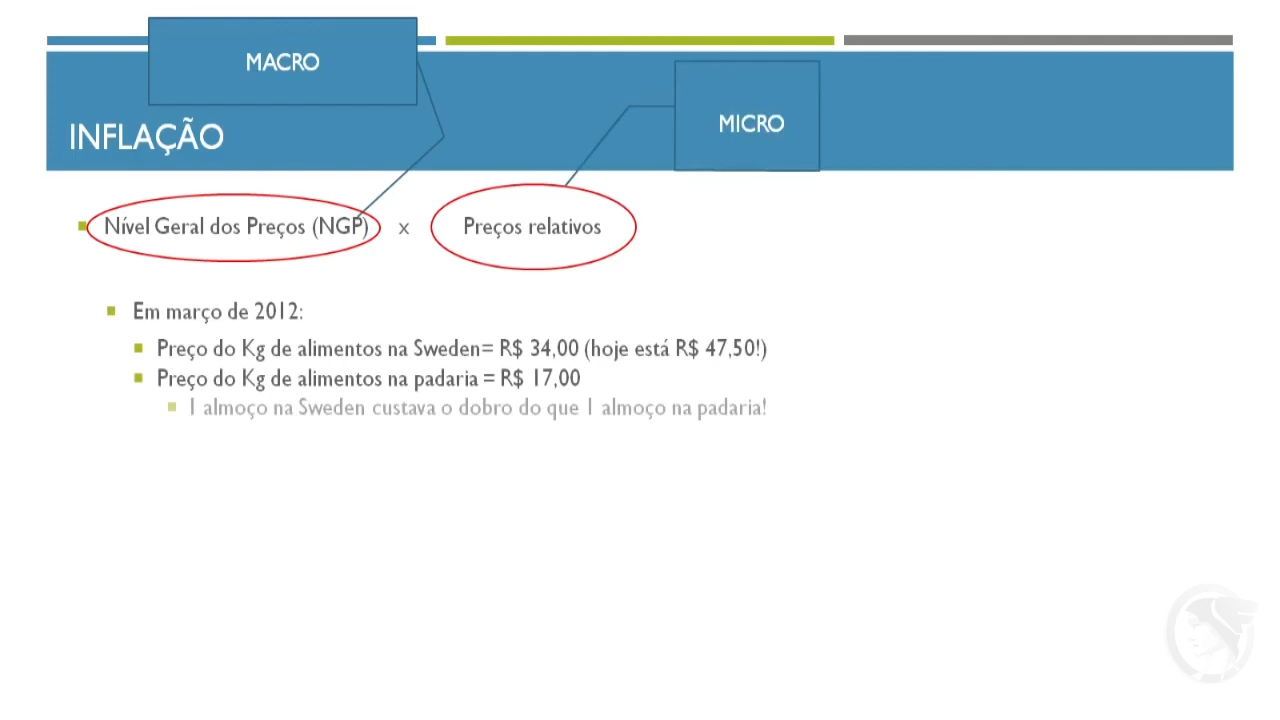 MACRO
MICRO
INFLAÇÃO
Nível Geral dos Preços (NGP) x Preços relativos
Em março de 2012:
Preço do Kg de alimentos na Sweden= R$ 34,00 (hoje está R$ 47,50!)
Preço do Kg de alimentos na padaria = R$ 17,00
1 almoço na Sweden custava o dobro do que 1 almoço na padaria!